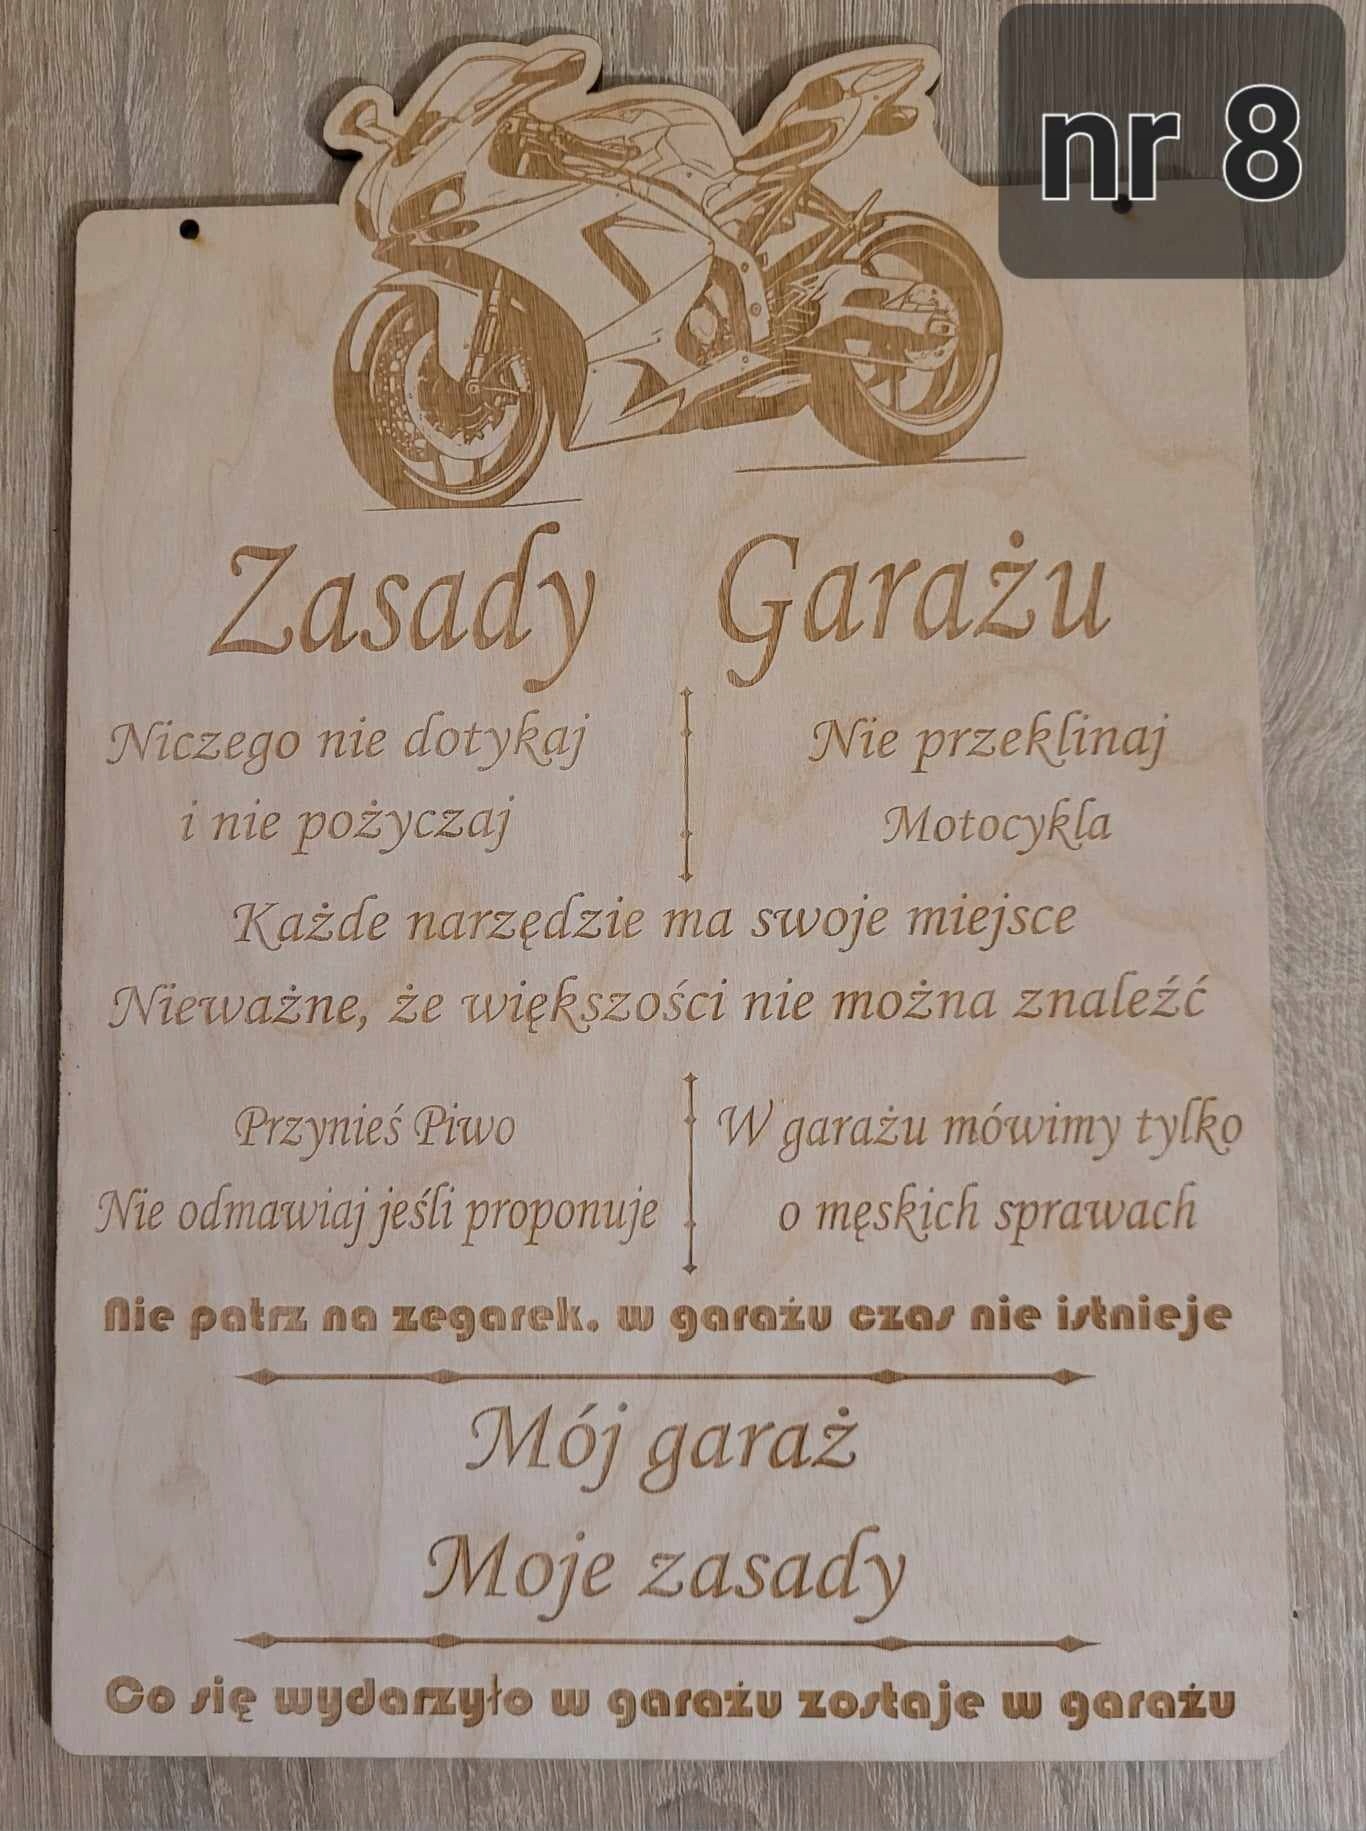 nr 8
Zasady Garażu
Niczego nie dotykaj
i nie pożyczaj
Nie przeklinaj
Motocykla
Każde narzędzie ma swoje miejsce
Nieważne, że większości nie można znaleźć
Przynieś Piwo
Nie odmawiaj jeśli proponuje
W garażu mówimy tylko
o męskich sprawach
Nie patrz na zegarek, w garażu czas nie istnieje
Mój garaż
Moje zasady
Co się wydarzyło w garażu zostaje w garażu